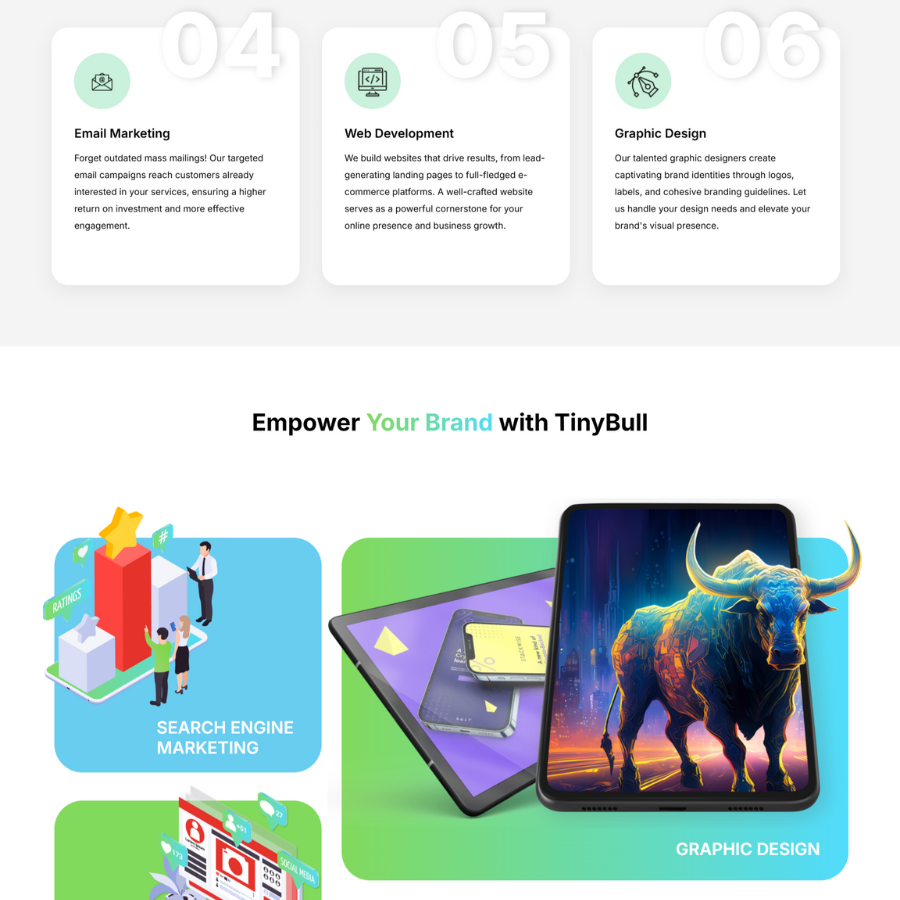 04
05
06
Email Marketing
Forget outdated mass mailings! Our targeted
email campaigns reach customers already
interested in your services, ensuring a higher
return on investment and more effective
engagement.
Web Development
We build websites that drive results, from lead-
generating landing pages to full-fledged e-
commerce platforms. A well-crafted website
serves as a powerful cornerstone for your
online presence and business growth.
Graphic Design
Our talented graphic designers create
captivating brand identities through logos,
labels, and cohesive branding guidelines. Let
us handle your design needs and elevate your
brand's visual presence.
Empower Your Brand with TinyBull
#
RATINGS
SEARCH ENGINE
MARKETING
GRAPHIC DESIGN
27
+51
173
SOCIAL MEDIA